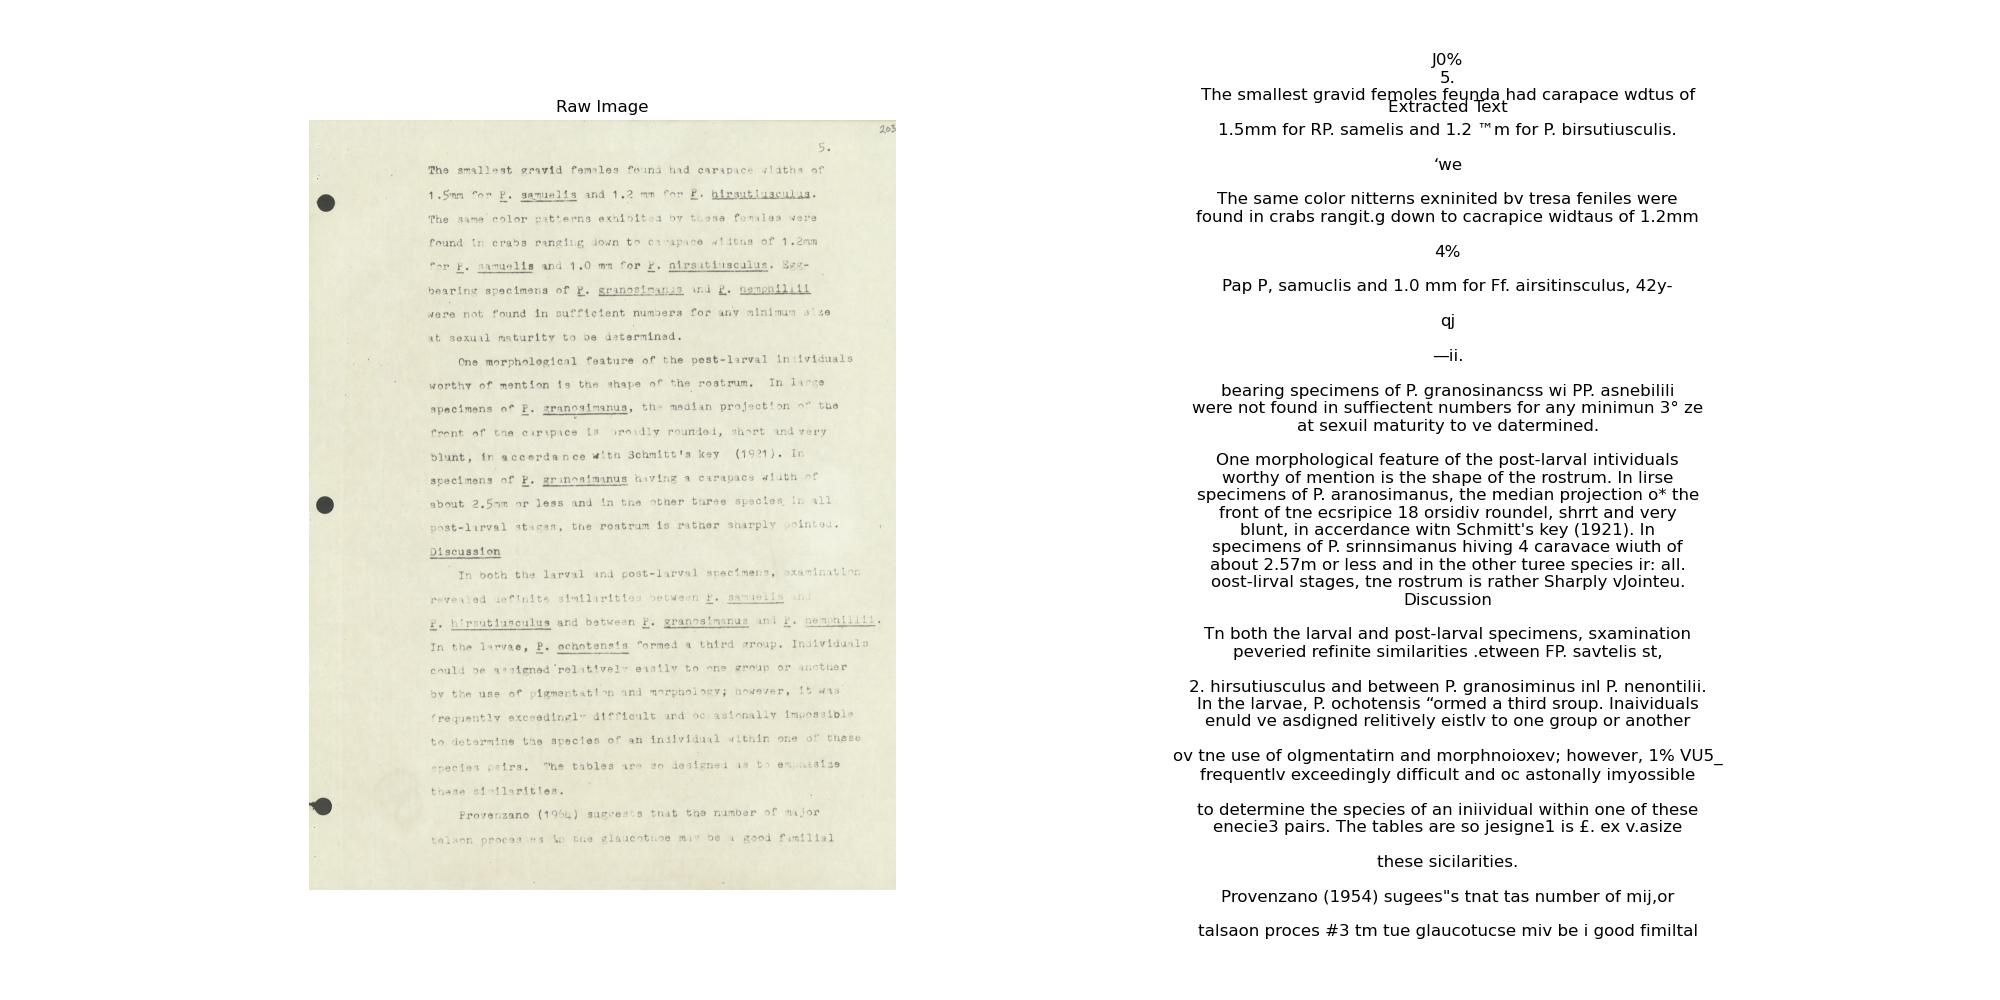 Raw Image
203
5.
The smallest gravid females found had carapace widths of
1.5mm for P. samuelis and 1.2 mm for P. hirsutiusculus.
The same color patterns exhibited by these females were
found in crabs ranging down to carapace widths of 1.2mm
for P. samuelis and 1.0 mm for P. hirsutiusculus. Egg-
bearing specimens of P. granosimanus and P. hemphillii
were not found in sufficient numbers for any minimum size
at sexual maturity to be determined.
One morphological feature of the post-larval individuals
worthy of mention is the shape of the rostrum. In large
specimens of P. granosimanus, the median projection of the
front of the carapace is broadly rounded, short and very
blunt, in accerdance with Schmitt's key (1921). In
specimens of P. granosimanus having a carapace width of
about 2.5mm or less and in the other three species in all
post-larval stages, the rostrum is rather sharply pointed.
Discussion
In both the larval and post-larval specimens, examination
revealed definite similarities between P. samuelis and
P. hirsutiusculus and between P. granosimanus and P. hemphillii.
In the larvae, P. ochotensis formed a third group. Individuals
could be assigned relatively easily to one group or another
by the use of pigmentation and morphology; however, it was
frequently exceedingly difficult and occasionally impossible
to determine the species of an individual within one of these
species pairs. The tables are so designed as to emphasize
these similarities.
Provenzano (1964) suggests that the number of major
telson processes in the glaucothoe may be a good familial
J0%
5.
The smallest gravid femoles feunda had carapace wdtus of
Extracted Text
1.5mm for RP. samelis and 1.2 ™m for P. birsutiusculis.
‘we
The same color nitterns exninited bv tresa feniles were
found in crabs rangit.g down to cacrapice widtaus of 1.2mm
4%
Pap P, samuclis and 1.0 mm for Ff. airsitinsculus, 42y-
qj
—ii.
bearing specimens of P. granosinancss wi PP. asnebilili
were not found in suffiectent numbers for any minimun 3° ze
at sexuil maturity to ve datermined.
One morphological feature of the post-larval intividuals
worthy of mention is the shape of the rostrum. In lirse
specimens of P. aranosimanus, the median projection o* the
front of tne ecsripice 18 orsidiv roundel, shrrt and very
blunt, in accerdance witn Schmitt's key (1921). In
specimens of P. srinnsimanus hiving 4 caravace wiuth of
about 2.57m or less and in the other turee species ir: all.
oost-lirval stages, tne rostrum is rather Sharply vJointeu.
Discussion
Tn both the larval and post-larval specimens, sxamination
peveried refinite similarities .etween FP. savtelis st,
2. hirsutiusculus and between P. granosiminus inl P. nenontilii.
In the larvae, P. ochotensis “ormed a third sroup. Inaividuals
enuld ve asdigned relitively eistlv to one group or another
ov tne use of olgmentatirn and morphnoioxev; however, 1% VU5_
frequentlv exceedingly difficult and oc astonally imyossible
to determine the species of an iniividual within one of these
enecie3 pairs. The tables are so jesigne1 is £. ex v.asize
these sicilarities.
Provenzano (1954) sugees"s tnat tas number of mij,or
talsaon proces #3 tm tue glaucotucse miv be i good fimiltal